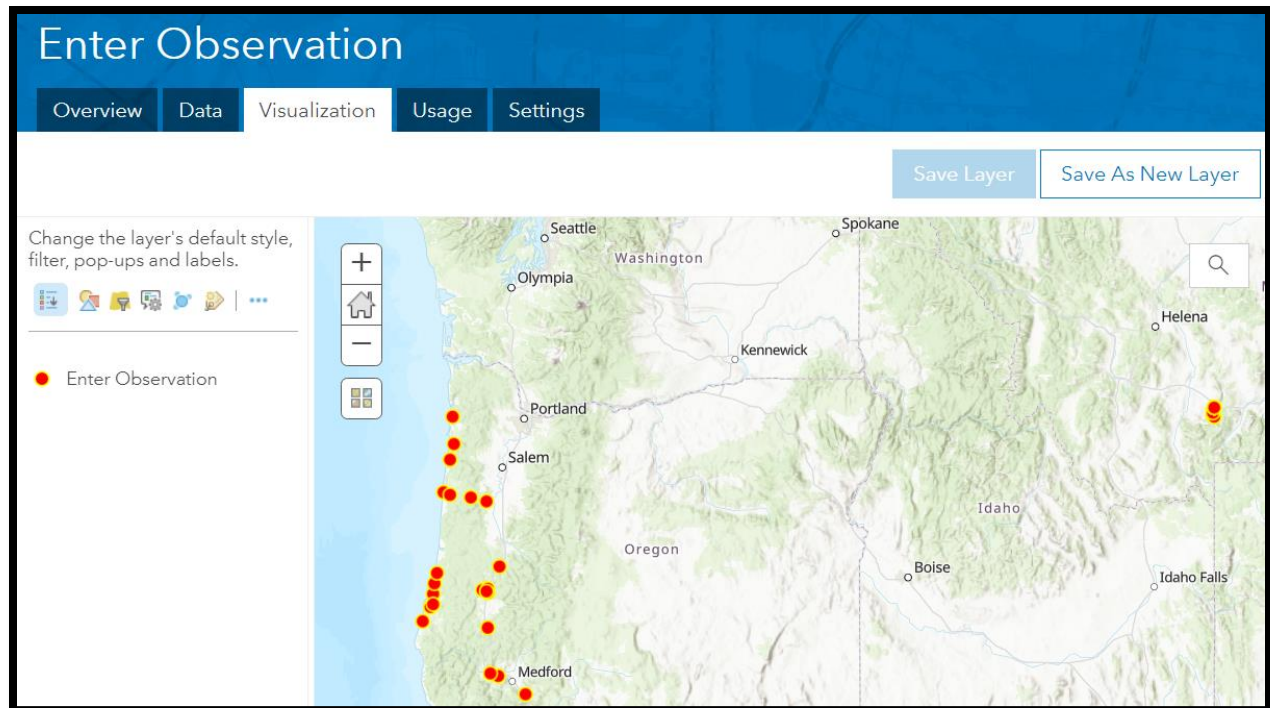 Enter Observation
Overview Data Visualization Usage Settings
Save Layer Save As New Layer
Change the layer's default style,
filter, pop-ups and labels.
Enter Observation
Seattle
Spokane
Washington
Olympia
Helena
Kennewick
Portland
Salem
Idaho
Oregon
Boise
Idaho Falls
Medford